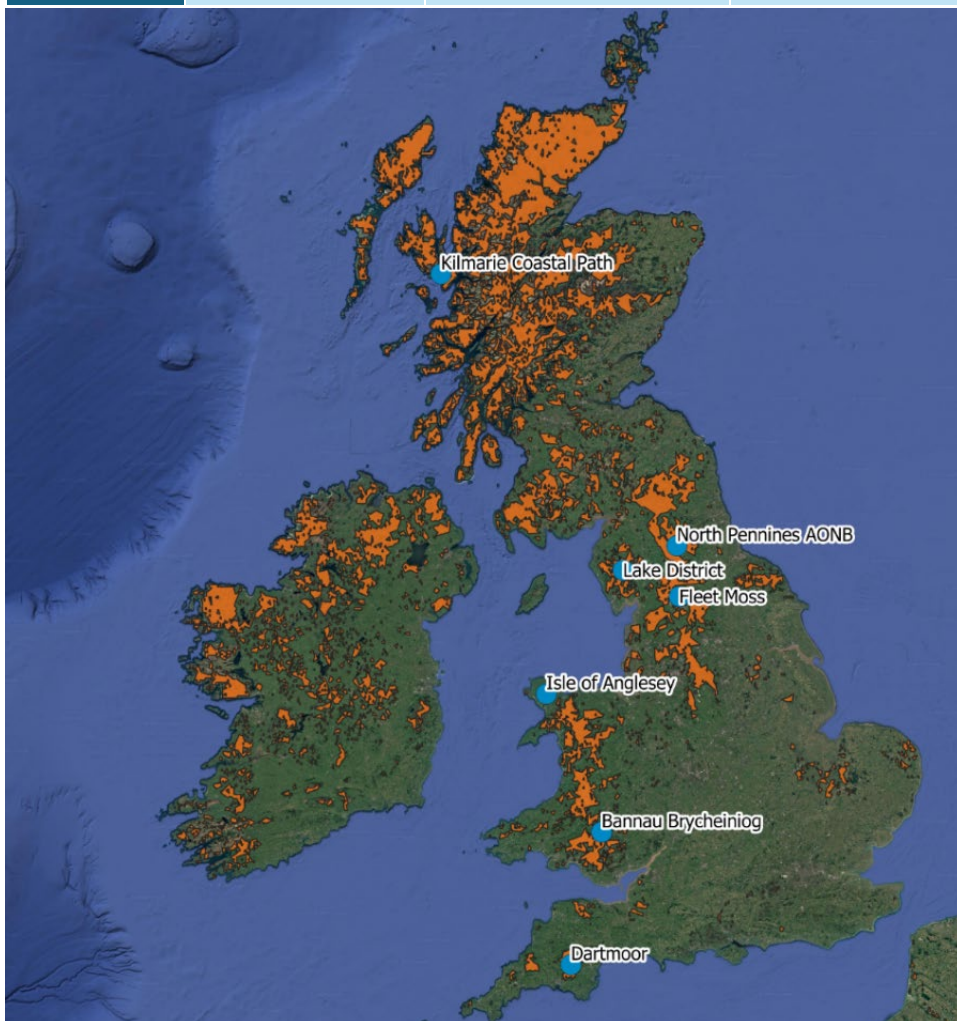 Kilmarie Coastal Path
North Pennines AONB
Lake District
Fleet Moss
Isle of Anglesey
Bannau Brycheiniog
Dartmoor